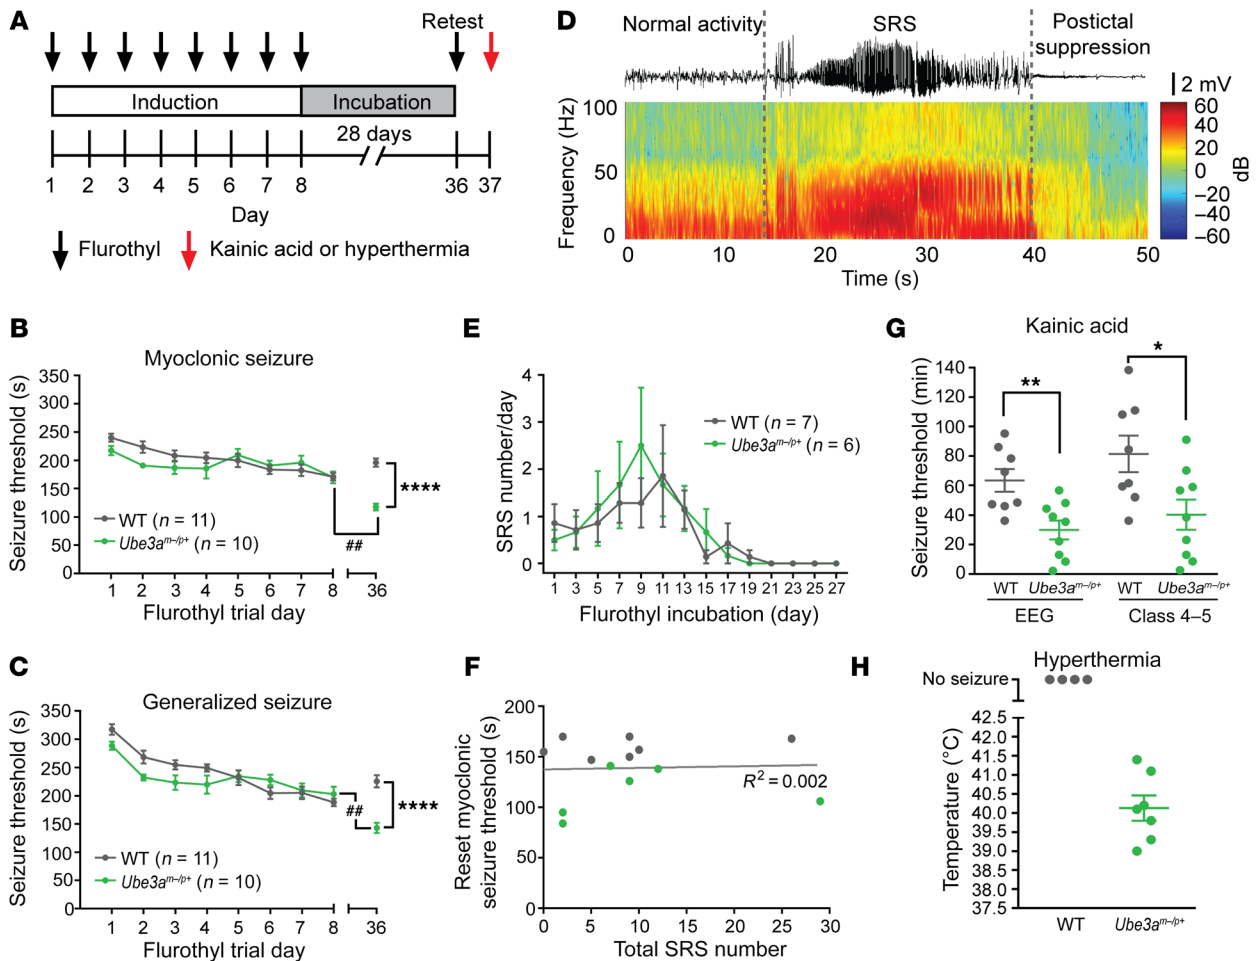 A
Retest
Induction
Incubation
28 days
1 2 3 4 5 6 7 8 36 37
Day
Flurothyl
Kainic acid or hyperthermia
D
Normal activity
SRS
Postictal
suppression
2 mV
Frequency (Hz)
100
50
0
0 10 20 30 40 50
Time (s)
60
40
20
0
−20
−40
−60
dB
B
Myoclonic seizure
Seizure threshold (s)
350
300
250
200
150
100
50
0
WT (n = 11)
Ube3a^m–/p+ (n = 10)
****
##
1 2 3 4 5 6 7 8 36
Flurothyl trial day
E
SRS number/day
4
3
2
1
0
WT (n = 7)
Ube3a^m–/p+ (n = 6)
1 3 5 7 9 11 13 15 17 19 21 23 25 27
Flurothyl incubation (day)
G
Kainic acid
Seizure threshold (min)
140
120
100
80
60
40
20
0
**
*
WT Ube3a^m–/p+ WT Ube3a^m–/p+
EEG Class 4–5
C
Generalized seizure
Seizure threshold (s)
350
300
250
200
150
100
50
0
WT (n = 11)
Ube3a^m–/p+ (n = 10)
****
##
1 2 3 4 5 6 7 8 36
Flurothyl trial day
F
Reset myoclonic
seizure threshold (s)
200
150
100
50
0
R² = 0.002
0 5 10 15 20 25 30
Total SRS number
H
Hyperthermia
No seizure
Temperature (°C)
42.5
42.0
41.5
41.0
40.5
40.0
39.5
39.0
38.5
38.0
37.5
WT Ube3a^m–/p+